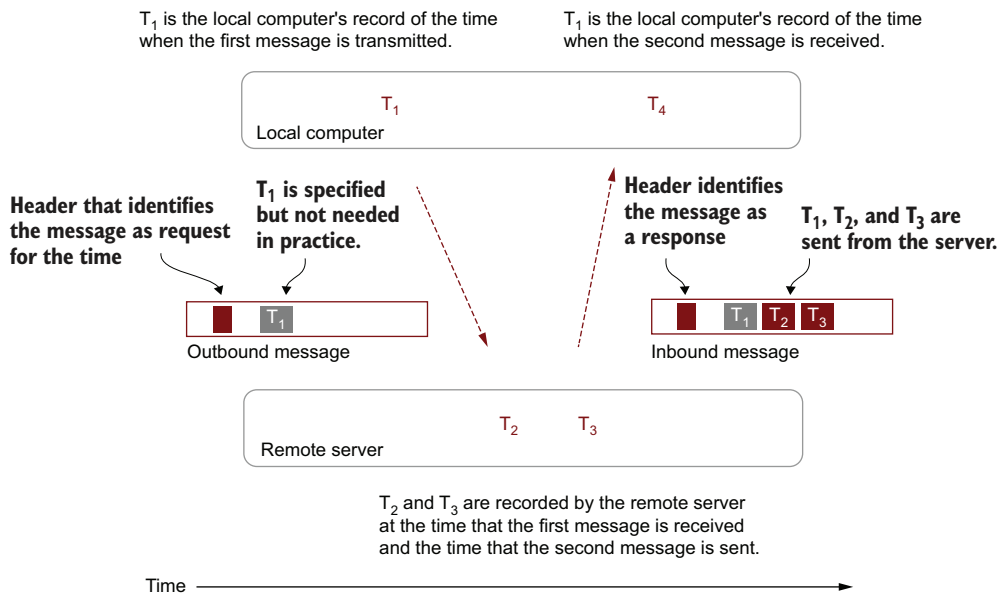 T₁ is the local computer's record of the time
when the first message is transmitted.
T₁ is the local computer's record of the time
when the second message is received.
T₁
T₄
Local computer
Header that identifies
the message as request
for the time
T₁ is specified
but not needed
in practice.
Header identifies
the message as
a response
T₁, T₂, and T₃ are
sent from the server.
T₁
Outbound message
T₁ T₂ T₃
Inbound message
T₂ T₃
Remote server
T₂ and T₃ are recorded by the remote server
at the time that the first message is received
and the time that the second message is sent.
Time